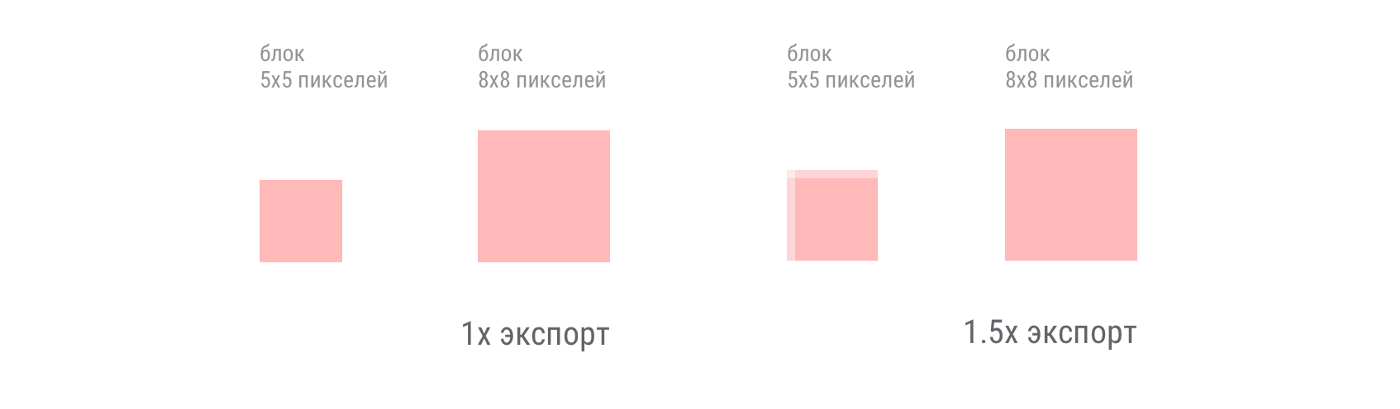 блок
5x5 пикселей
блок
8x8 пикселей
блок
5x5 пикселей
блок
8x8 пикселей
1x экспорт
1.5x экспорт